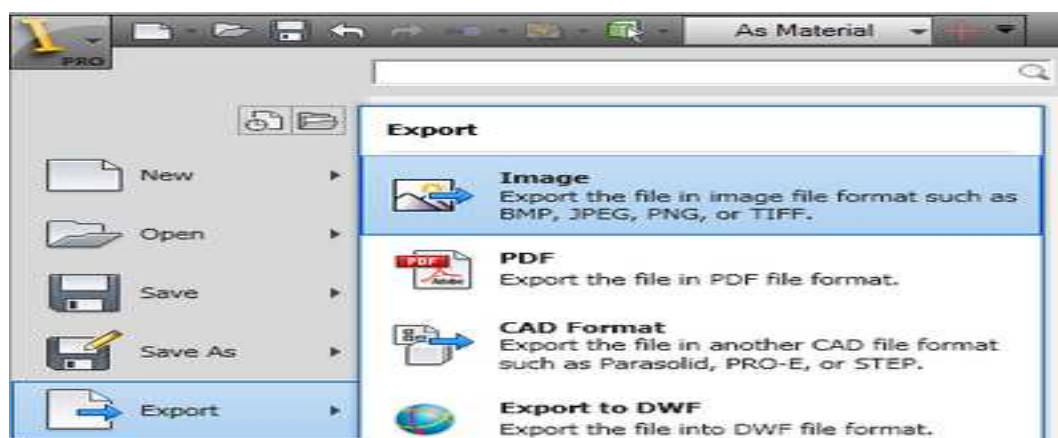 As Material
PRO
Export
New
Image
Export the file in image file format such as
BMP, JPEG, PNG, or TIFF.
Open
PDF
PDF
Adobe
Export the file in PDF file format.
Save
CAD Format
Export the file in another CAD file format
such as Parasolid, PRO-E, or STEP.
Save As
Export
Export to DWF
Export the file into DWF file format.